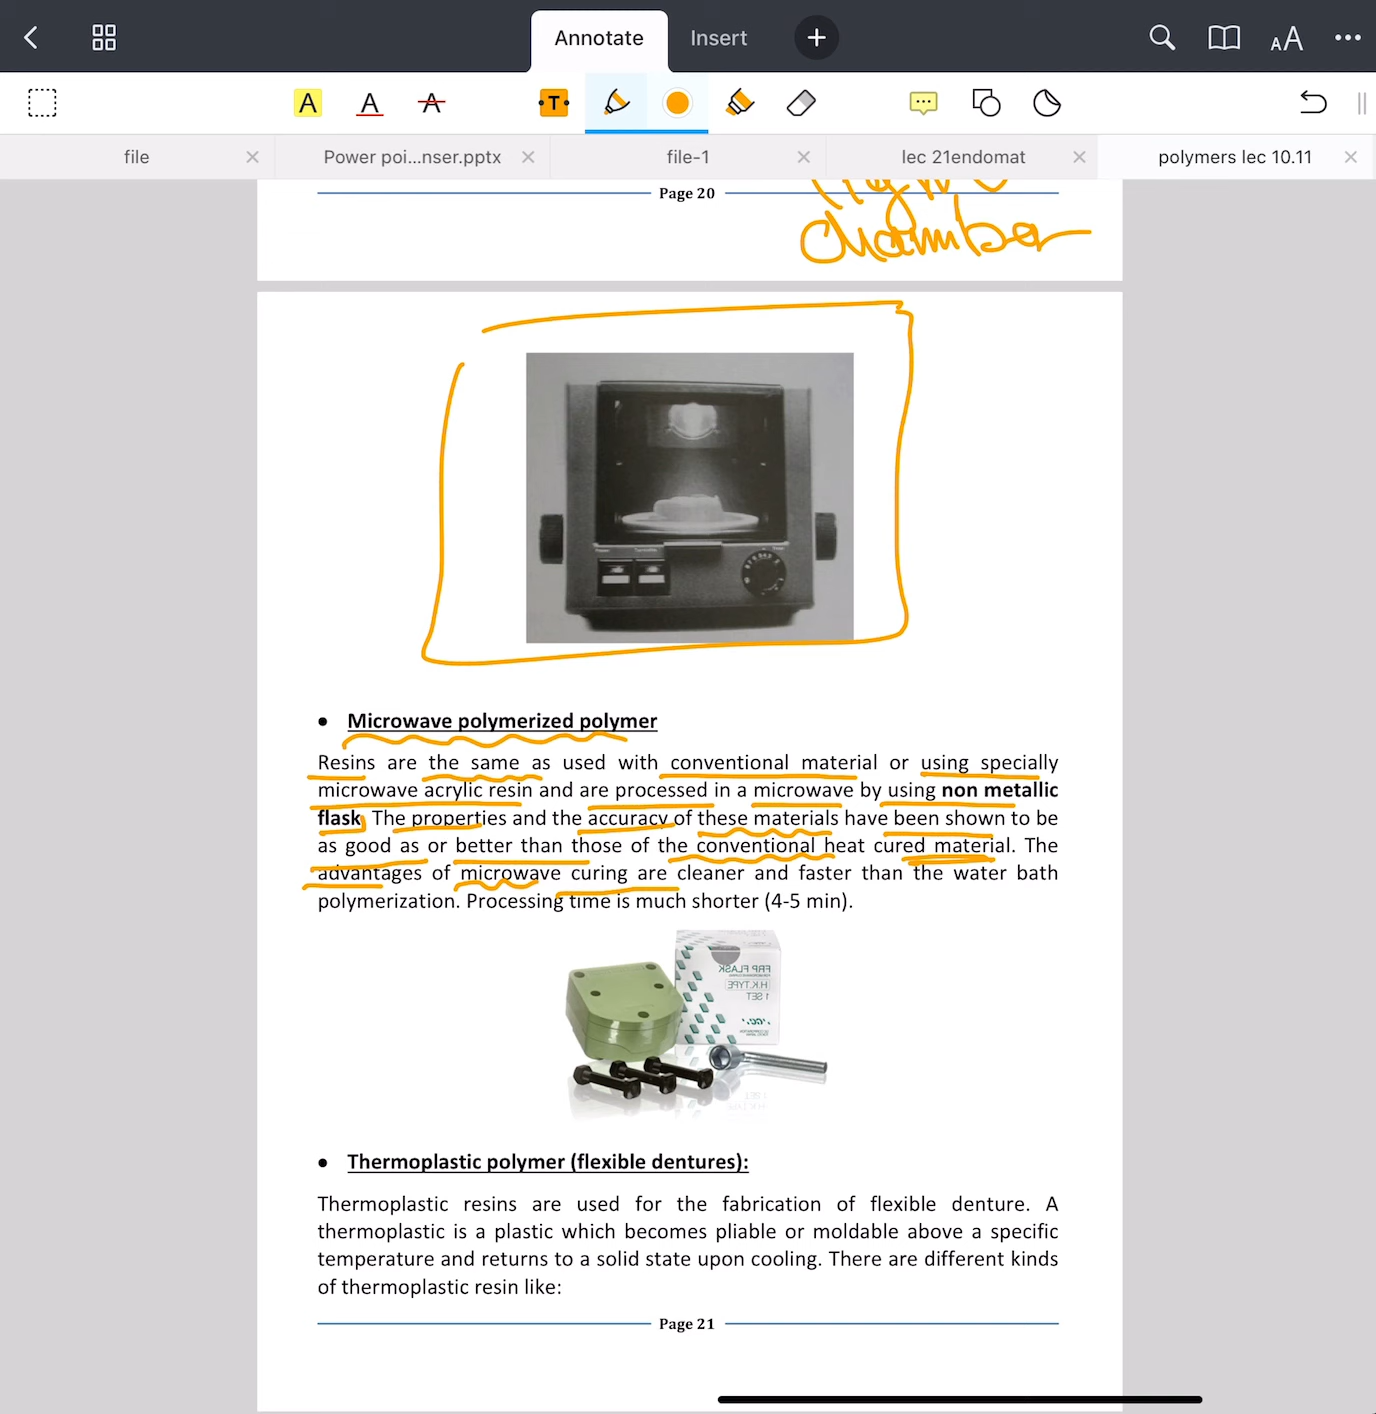 Annotate
Insert
file
Power poi...nser.pptx
file-1
lec 21endomat
polymers lec 10.11
Page 20
chamber
Microwave polymerized polymer
Resins are the same as used with conventional material or using specially
microwave acrylic resin and are processed in a microwave by using non metallic
flask. The properties and the accuracy of these materials have been shown to be
as good as or better than those of the conventional heat cured material. The
advantages of microwave curing are cleaner and faster than the water bath
polymerization. Processing time is much shorter (4-5 min).
FRP FLASK
H.K TYPE
1 SET
Thermoplastic polymer (flexible dentures):
Thermoplastic resins are used for the fabrication of flexible denture. A
thermoplastic is a plastic which becomes pliable or moldable above a specific
temperature and returns to a solid state upon cooling. There are different kinds
of thermoplastic resin like:
Page 21